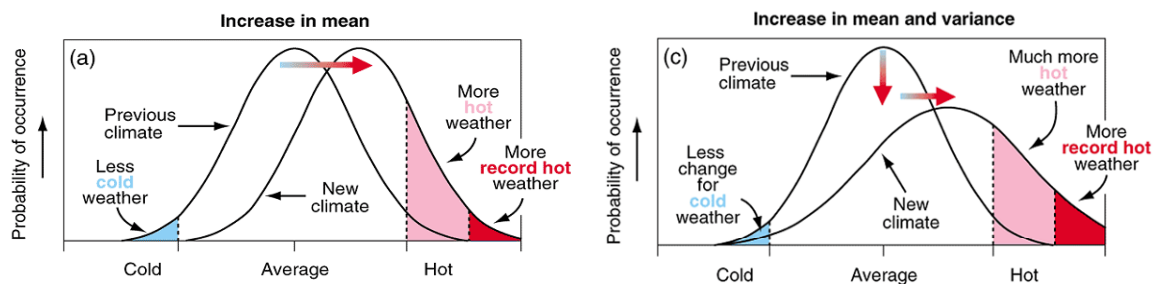 Increase in mean
(a)
Probability of occurrence
Previous
climate
Less
cold
weather
New
climate
More
hot
weather
More
record hot
weather
Cold
Average
Hot
Increase in mean and variance
(c)
Probability of occurrence
Previous
climate
Less
change
for
cold
weather
New
climate
Much more
hot
weather
More
record hot
weather
Cold
Average
Hot